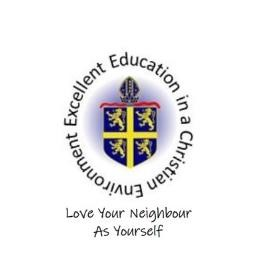 Excellent Education in a Christian Environment
Love Your Neighbour
As Yourself